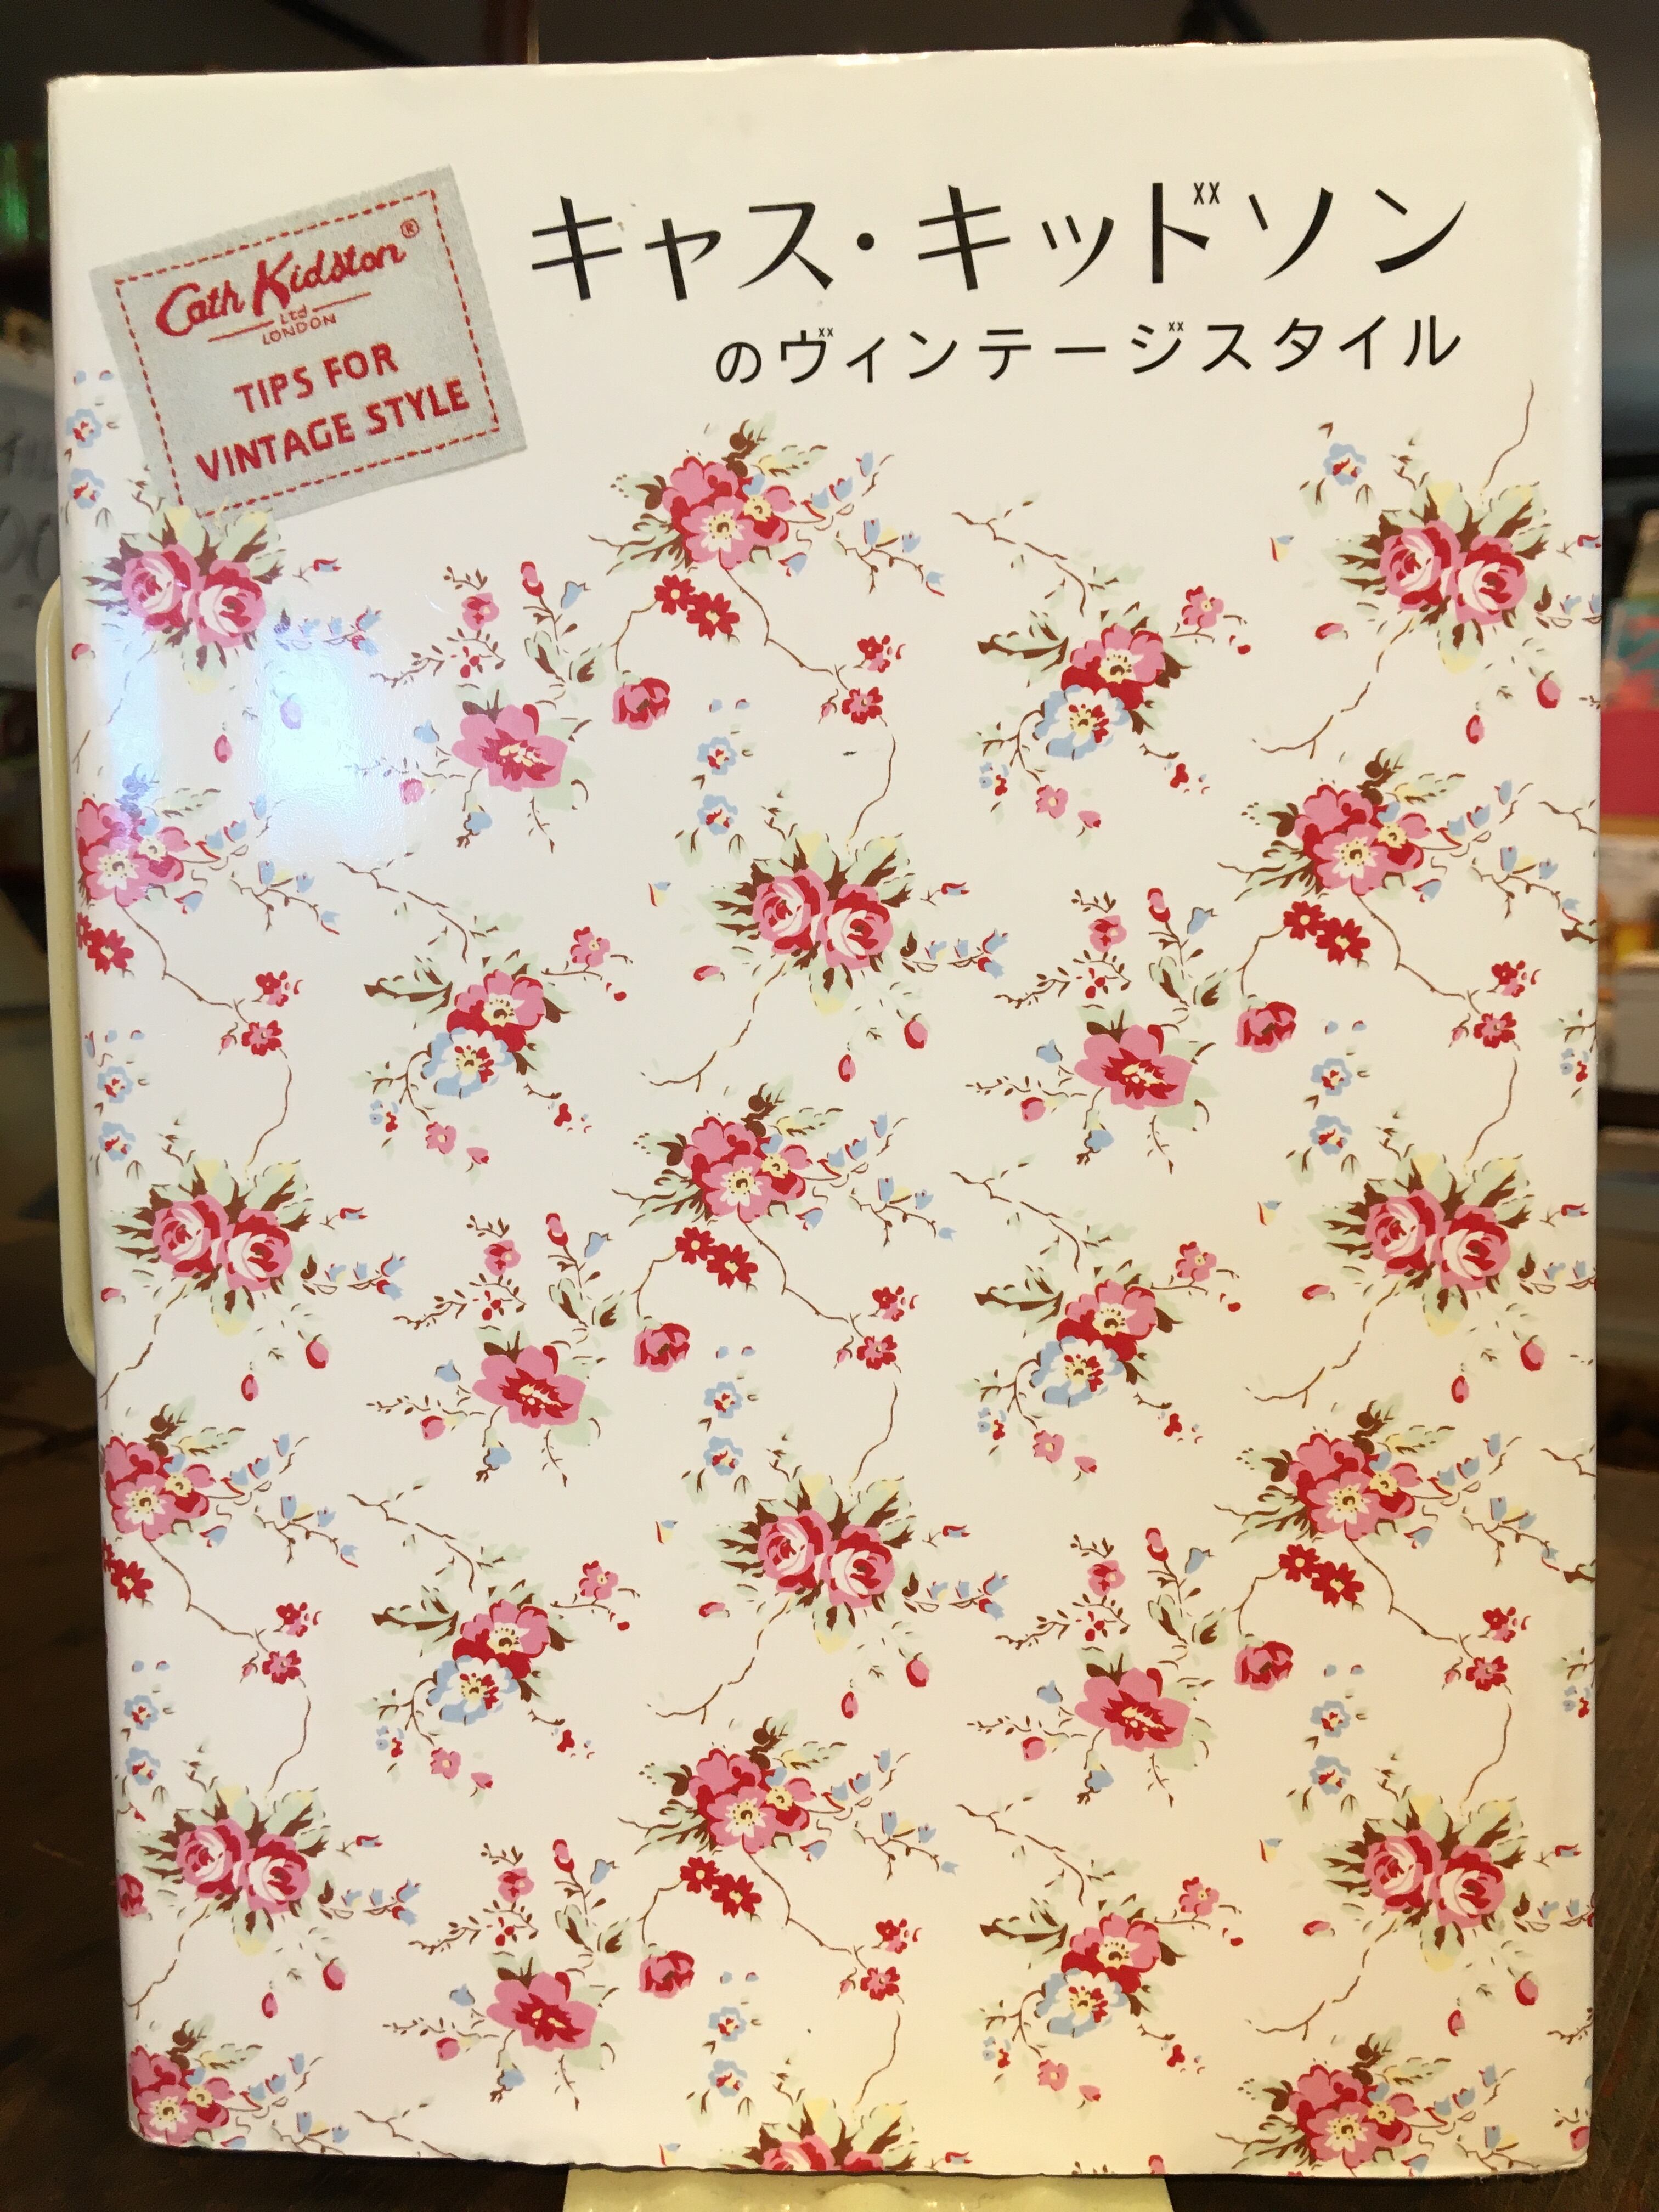 キャス・キッドソン
のヴィンテージスタイル
Cath Kidston®
Ltd
LONDON
TIPS FOR
VINTAGE STYLE